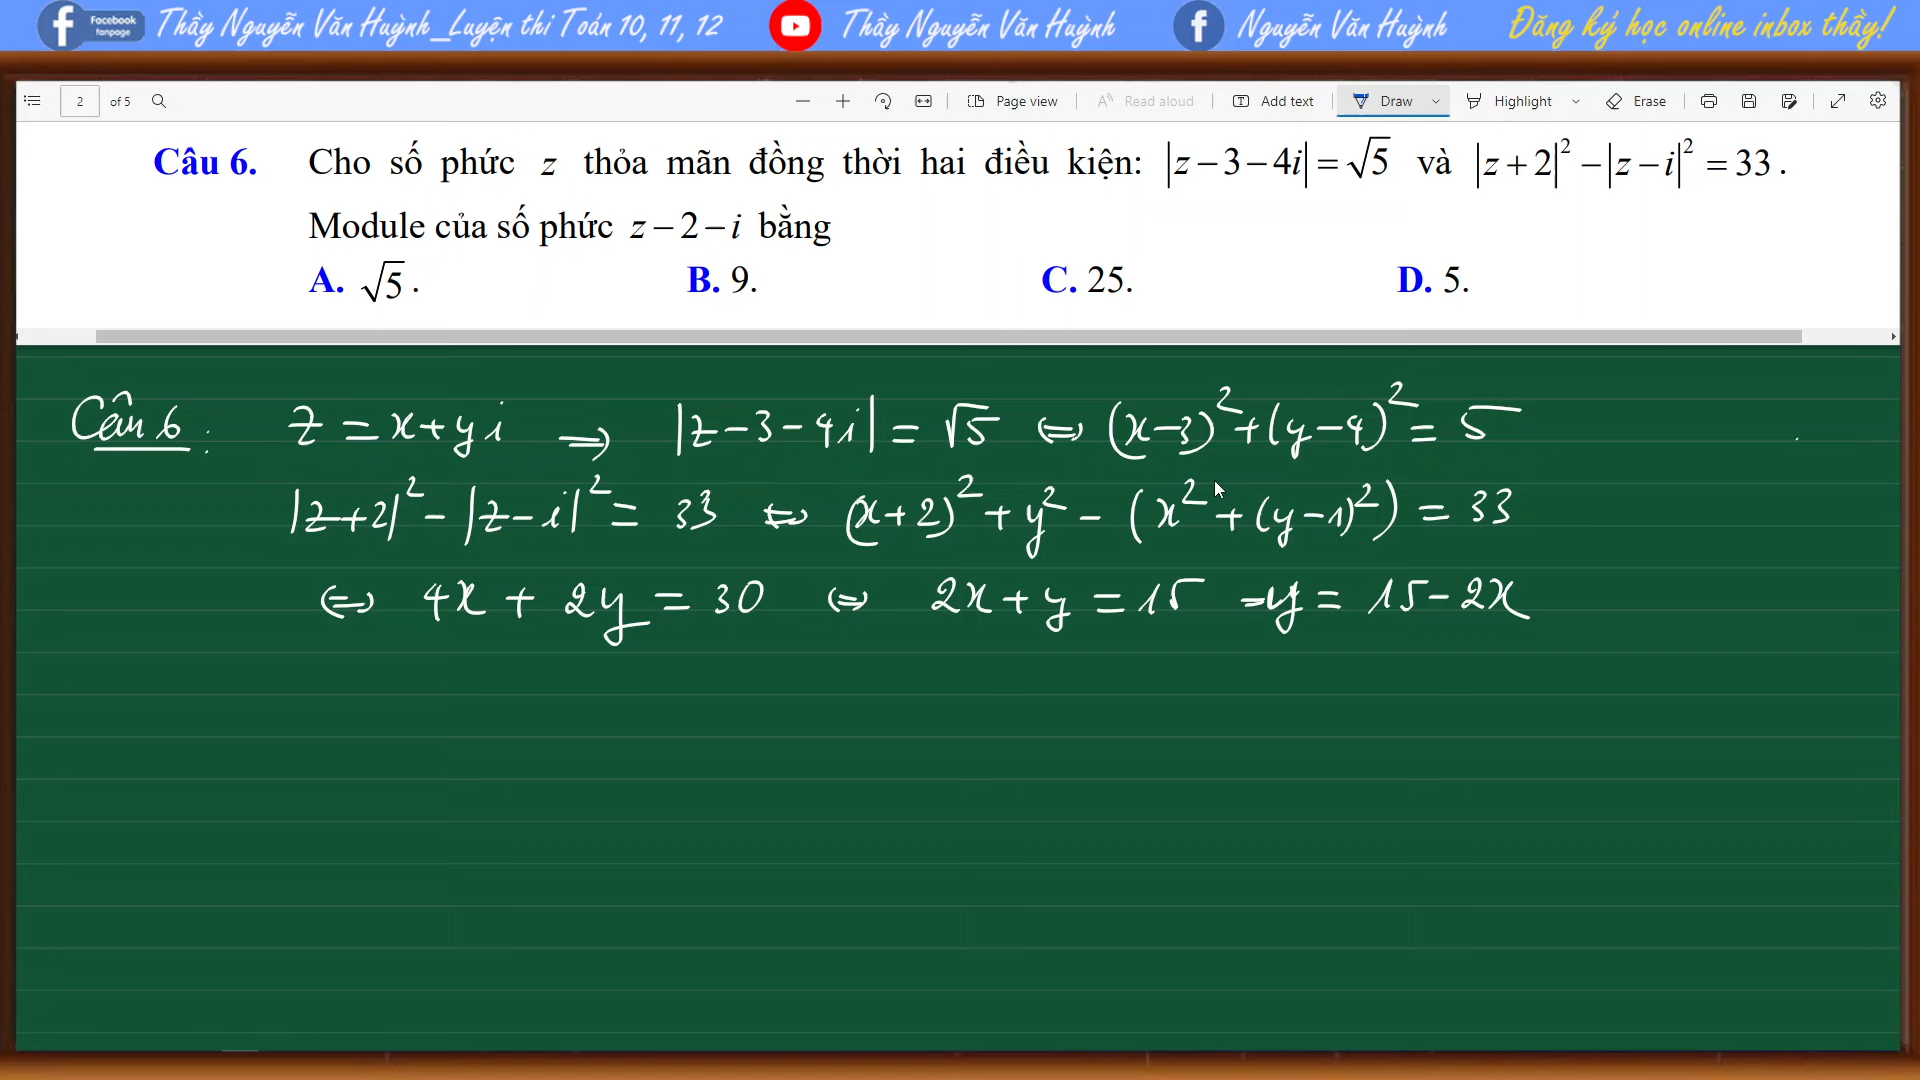 Facebook fanpage Thầy Nguyễn Văn Huỳnh_Luyện thi Toán 10, 11, 12 Thầy Nguyễn Văn Huỳnh Nguyễn Văn Huỳnh Đăng ký học online inbox thầy!
2 of 5 Page view Read aloud Add text Draw Highlight Erase
Câu 6. Cho số phức z thỏa mãn đồng thời hai điều kiện: |z−3−4i|=√5 và |z+2|²−|z−i|²=33.
Module của số phức z−2−i bằng
A. √5. B. 9. C. 25. D. 5.
Câu 6: z = x+yi ⇒ |z−3−4i| = √5 ⇔ (x−3)²+(y−4)² = 5
|z+2|² − |z−i|² = 33 ⇔ (x+2)² + y² − (x²+(y−1)²) = 33
⇔ 4x + 2y = 30 ⇔ 2x+y = 15 ⇒ y = 15−2x